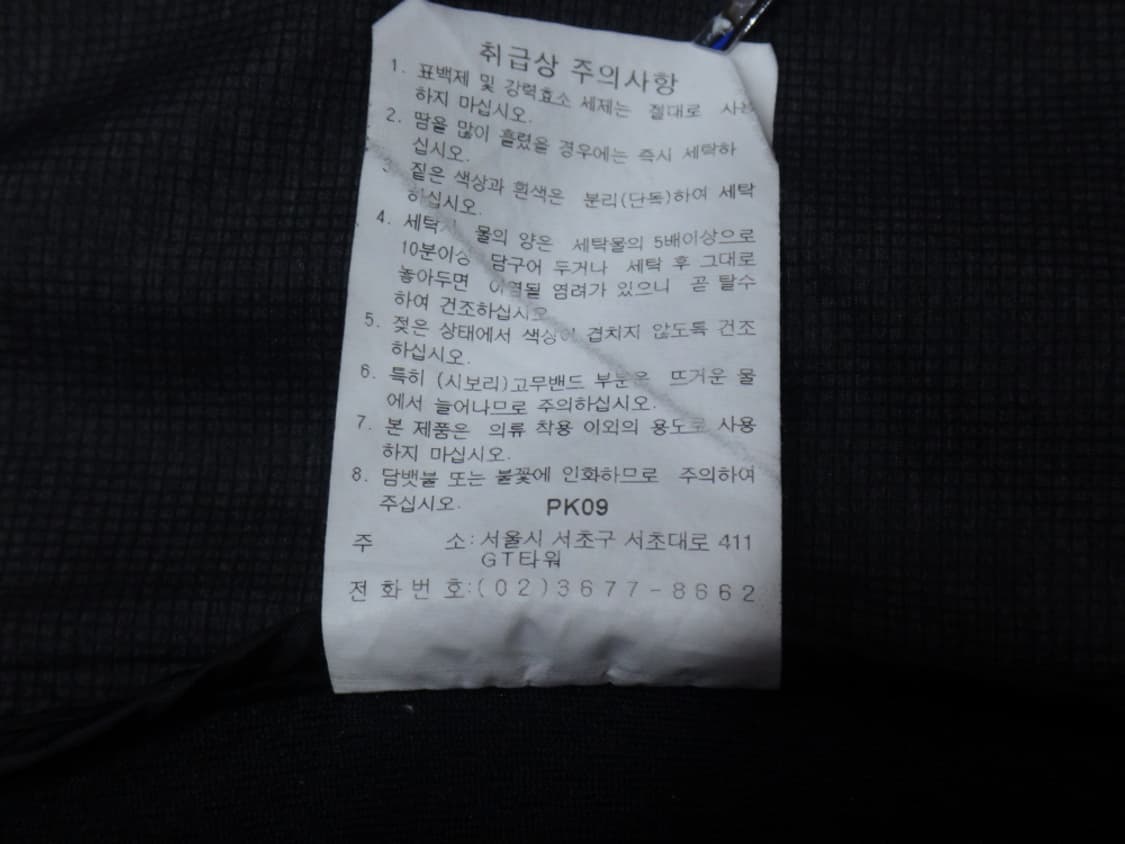 취급상 주의사항
1. 표백제 및 강력효소 세제는 절대로
하지 마십시오.
2. 땀을 많이 흘렸을 경우에는 즉시 세탁하
십시오.
3 짙은 색상과 흰색은 분리(단독)하여 세탁
하십시오.
4. 물의 양은 세탁물의 5배이상으로
10분이상 담구어 두거나 세탁 후 그대로
놓아두면 염려가 있으니 곧 탈수
하여 건조하십시오
5. 젖은 상태에서 색상이 겹치지 않도록 건조
하십시오.
6. 특히 (시보리)고무밴드 부분은 뜨거운 물
에서 늘어나므로 주의하십시오.
7. 본 제품은 의류 착용 이외의 용도로 사용
하지 마십시오.
8. 담뱃불 또는 불꽃에 인화하므로 주의하여
주십시오. PK09
주 소: 서울시 서초구 서초대로 411
GT타워
전 화 번 호:(02)3677-8662